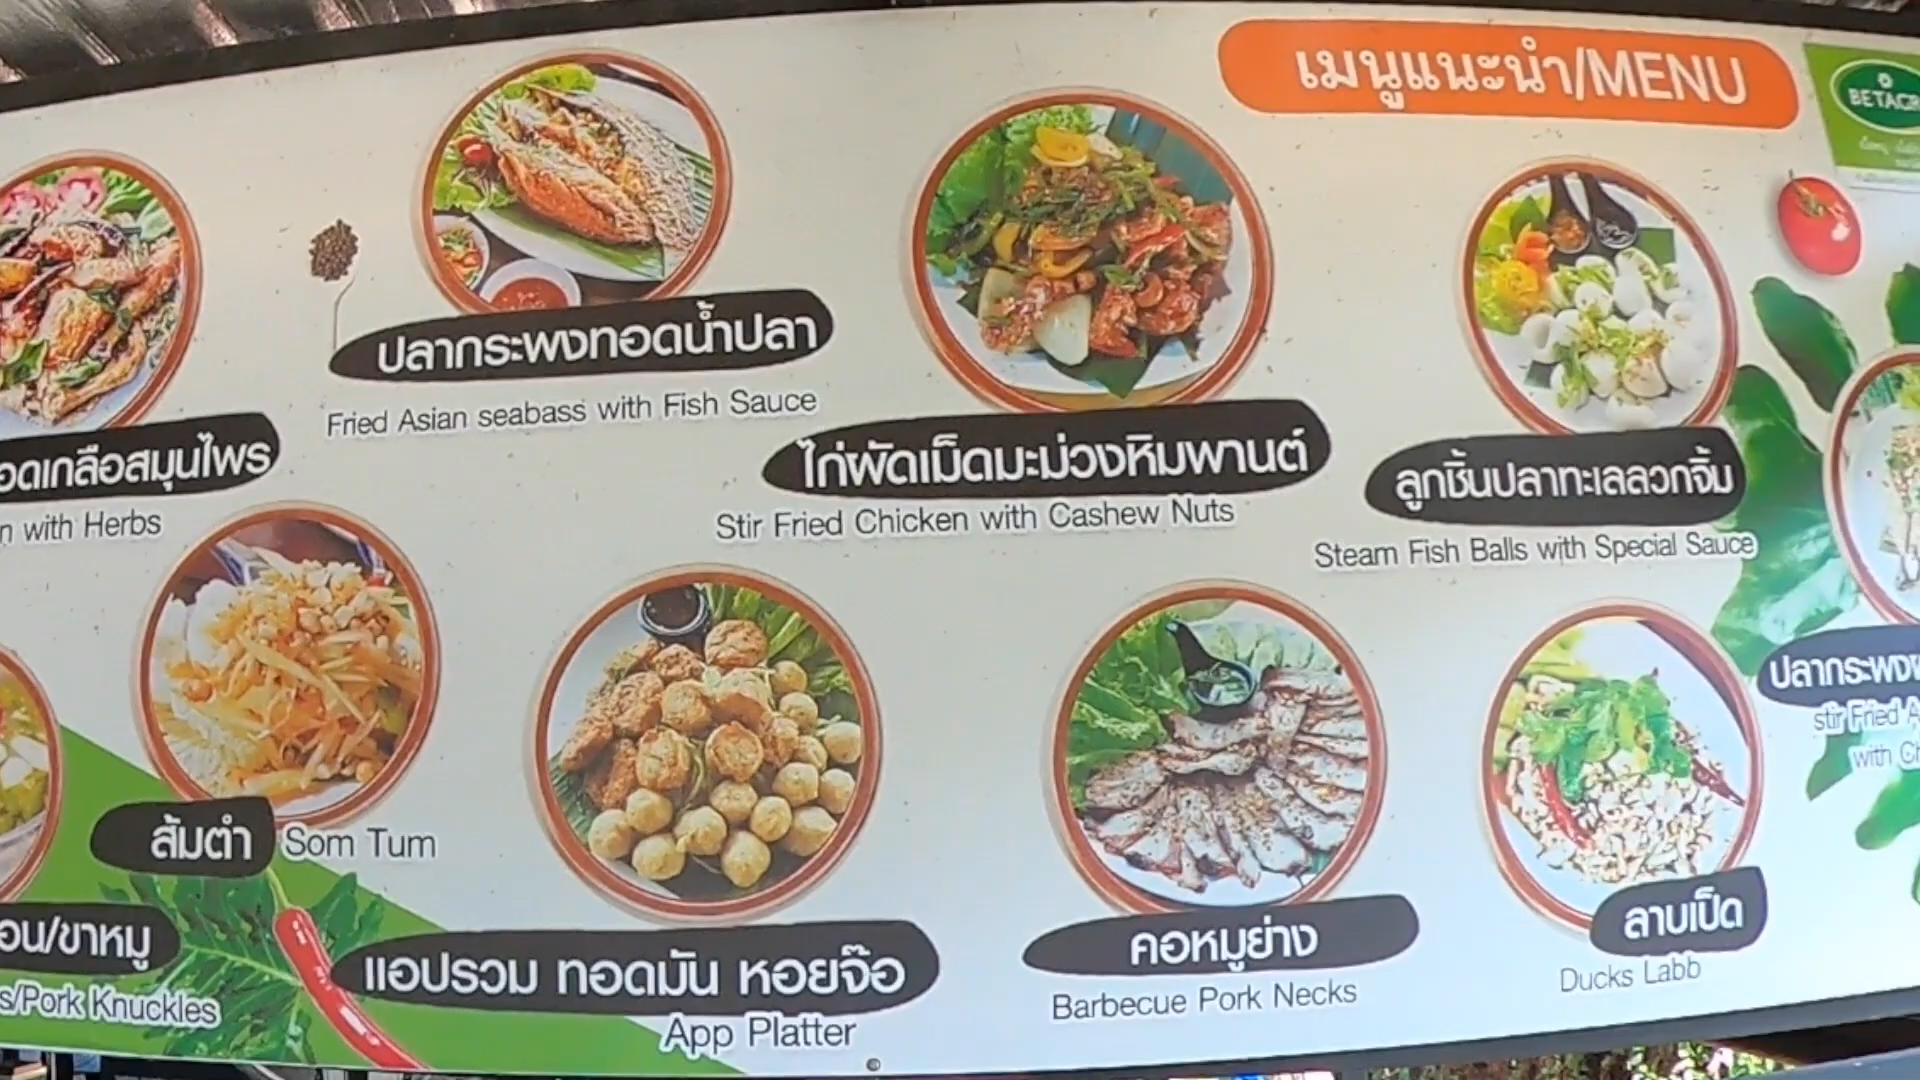 เมนูแนะนำ/MENU
ปลากระพงทอดน้ำปลา
Fried Asian seabass with Fish Sauce
ไก่ผัดเม็ดมะม่วงหิมพานต์
Stir Fried Chicken with Cashew Nuts
ลูกชิ้นปลาทะเลลวกจิ้ม
Steam Fish Balls with Special Sauce
อดเกลือสมุนไพร
n with Herbs
ปลากระพง
stir Fried
with
ส้มตำ Som Tum
อน/ขาหมู
s/Pork Knuckles
แอปรวม ทอดมัน หอยจ๊อ
App Platter
คอหมูย่าง
Barbecue Pork Necks
ลาบเป็ด
Ducks Labb